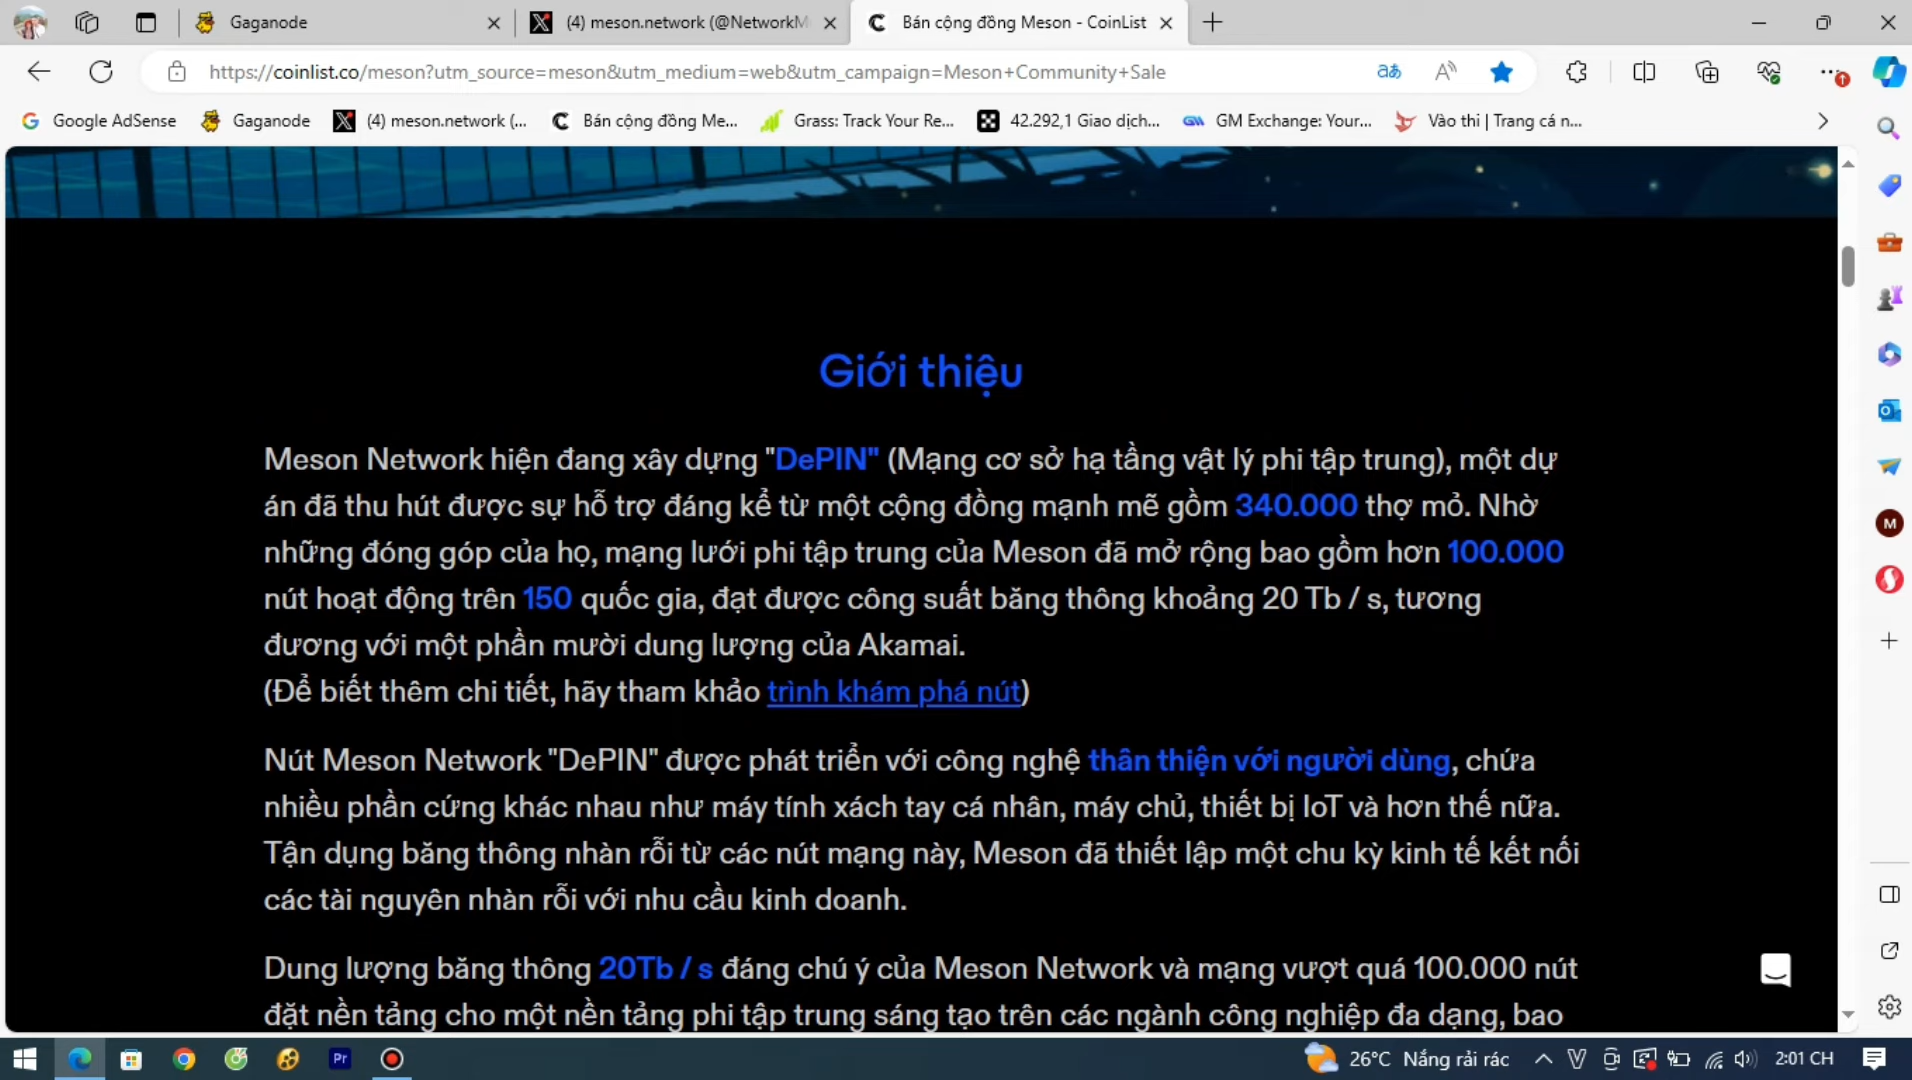 Gaganode
(4) meson.network (@NetworkM
Bán cộng đồng Meson - CoinList
https://coinlist.co/meson?utm_source=meson&utm_medium=web&utm_campaign=Meson+Community+Sale
Google AdSense
Gaganode
(4) meson.network (...
Bán cộng đồng Me...
Grass: Track Your Re...
42.292,1 Giao dịch...
GM Exchange: Your...
Vào thi | Trang cá n...
Giới thiệu
Meson Network hiện đang xây dựng "DePIN" (Mạng cơ sở hạ tầng vật lý phi tập trung), một dự
án đã thu hút được sự hỗ trợ đáng kể từ một cộng đồng mạnh mẽ gồm 340.000 thợ mỏ. Nhờ
những đóng góp của họ, mạng lưới phi tập trung của Meson đã mở rộng bao gồm hơn 100.000
nút hoạt động trên 150 quốc gia, đạt được công suất băng thông khoảng 20 Tb / s, tương
đương với một phần mười dung lượng của Akamai.
(Để biết thêm chi tiết, hãy tham khảo trình khám phá nút)
Nút Meson Network "DePIN" được phát triển với công nghệ thân thiện với người dùng, chứa
nhiều phần cứng khác nhau như máy tính xách tay cá nhân, máy chủ, thiết bị IoT và hơn thế nữa.
Tận dụng băng thông nhàn rỗi từ các nút mạng này, Meson đã thiết lập một chu kỳ kinh tế kết nối
các tài nguyên nhàn rỗi với nhu cầu kinh doanh.
Dung lượng băng thông 20Tb / s đáng chú ý của Meson Network và mạng vượt quá 100.000 nút
đặt nền tảng cho một nền tảng phi tập trung sáng tạo trên các ngành công nghiệp đa dạng, bao
M
Pr
26°C Nắng rải rác
2:01 CH